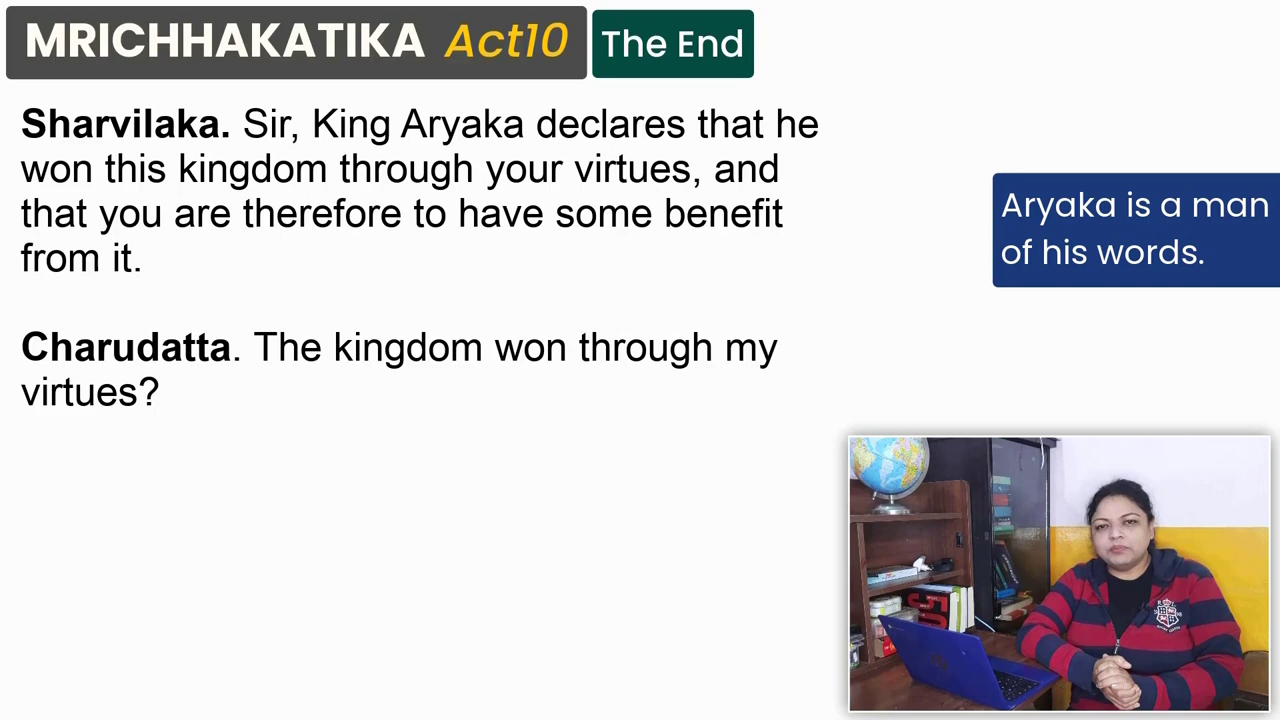 MRICHHAKATIKA Act10 The End
Sharvilaka. Sir, King Aryaka declares that he
won this kingdom through your virtues, and
that you are therefore to have some benefit
from it.
Aryaka is a man
of his words.
Charudatta. The kingdom won through my
virtues?